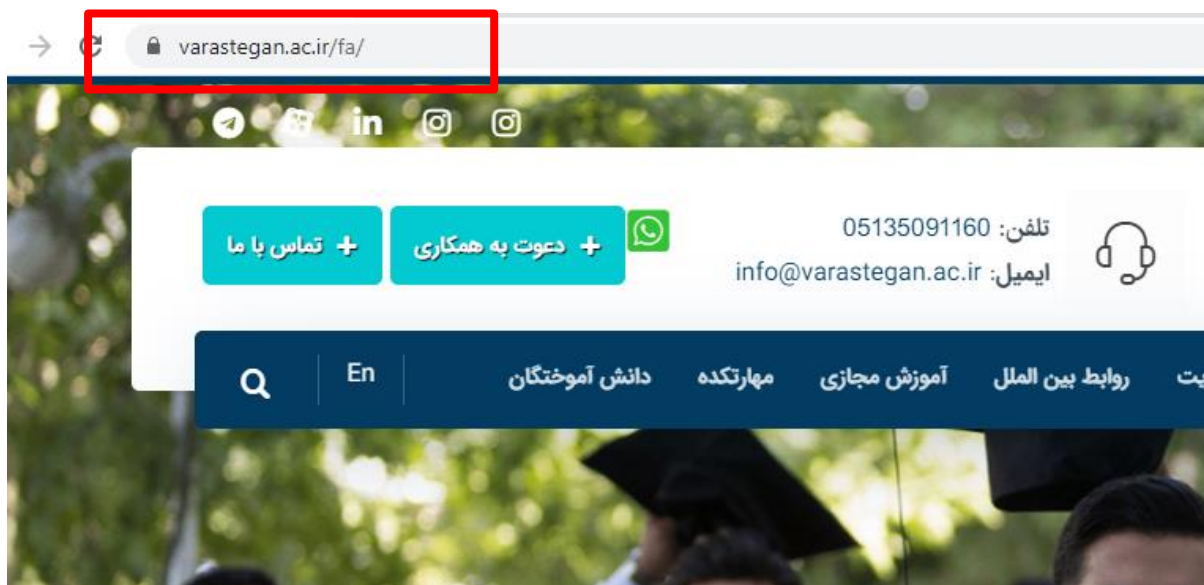 varastegan.ac.ir/fa/
in
تلفن: 05135091160
ایمیل: info@varastegan.ac.ir
+ دعوت به همکاری
+ تماس با ما
روابط بین الملل
آموزش مجازی
مهارتکده
دانش آموختگان
En